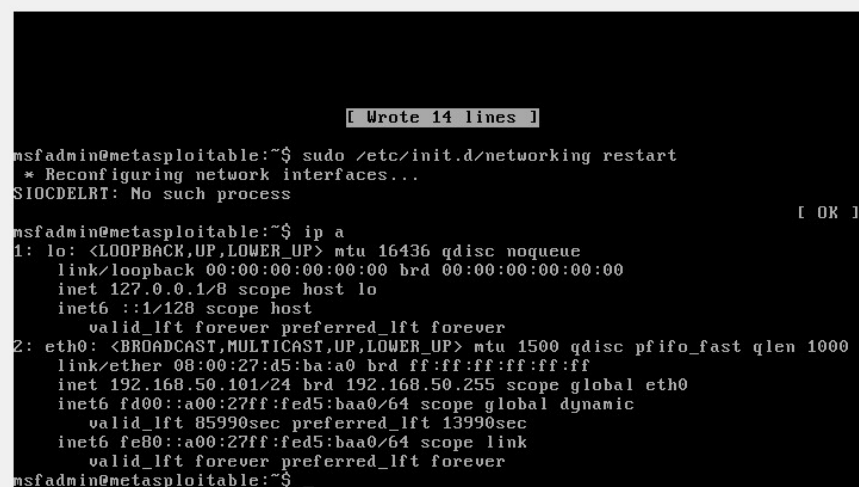 [ Wrote 14 lines ]
msfadmin@metasploitable:~$ sudo /etc/init.d/networking restart
 * Reconfiguring network interfaces...
SIOCDELRT: No such process
[ OK ]
msfadmin@metasploitable:~$ ip a
1: lo: <LOOPBACK,UP,LOWER_UP> mtu 16436 qdisc noqueue
    link/loopback 00:00:00:00:00:00 brd 00:00:00:00:00:00
    inet 127.0.0.1/8 scope host lo
    inet6 ::1/128 scope host
       valid_lft forever preferred_lft forever
2: eth0: <BROADCAST,MULTICAST,UP,LOWER_UP> mtu 1500 qdisc pfifo_fast qlen 1000
    link/ether 08:00:27:d5:ba:a0 brd ff:ff:ff:ff:ff:ff
    inet 192.168.50.101/24 brd 192.168.50.255 scope global eth0
    inet6 fd00::a00:27ff:fed5:baa0/64 scope global dynamic
       valid_lft 85990sec preferred_lft 13990sec
    inet6 fe80::a00:27ff:fed5:baa0/64 scope link
       valid_lft forever preferred_lft forever
msfadmin@metasploitable:~$